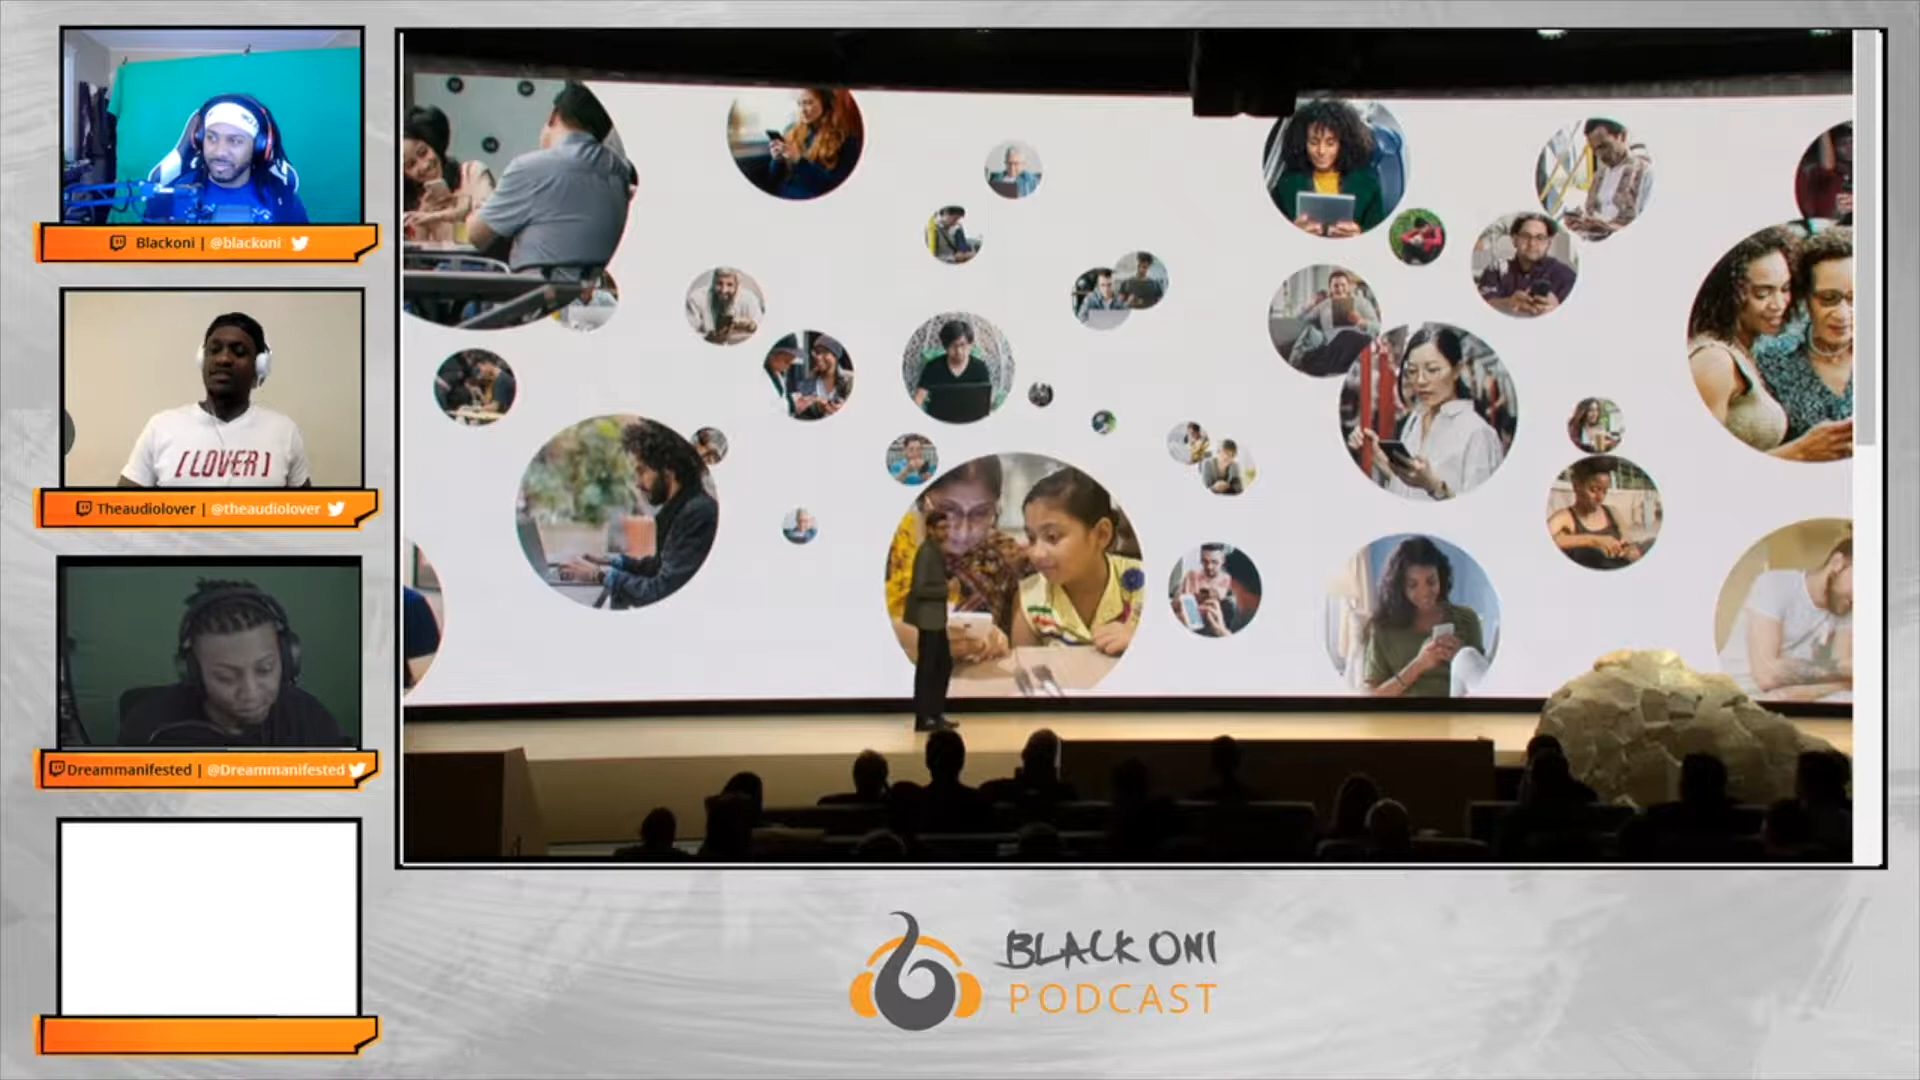 Blackoni | @blackoni
[LOVER]
Theaudiolover | @theaudiolover
Dreammanifested | @Dreammanifested
BLACK ONI
PODCAST